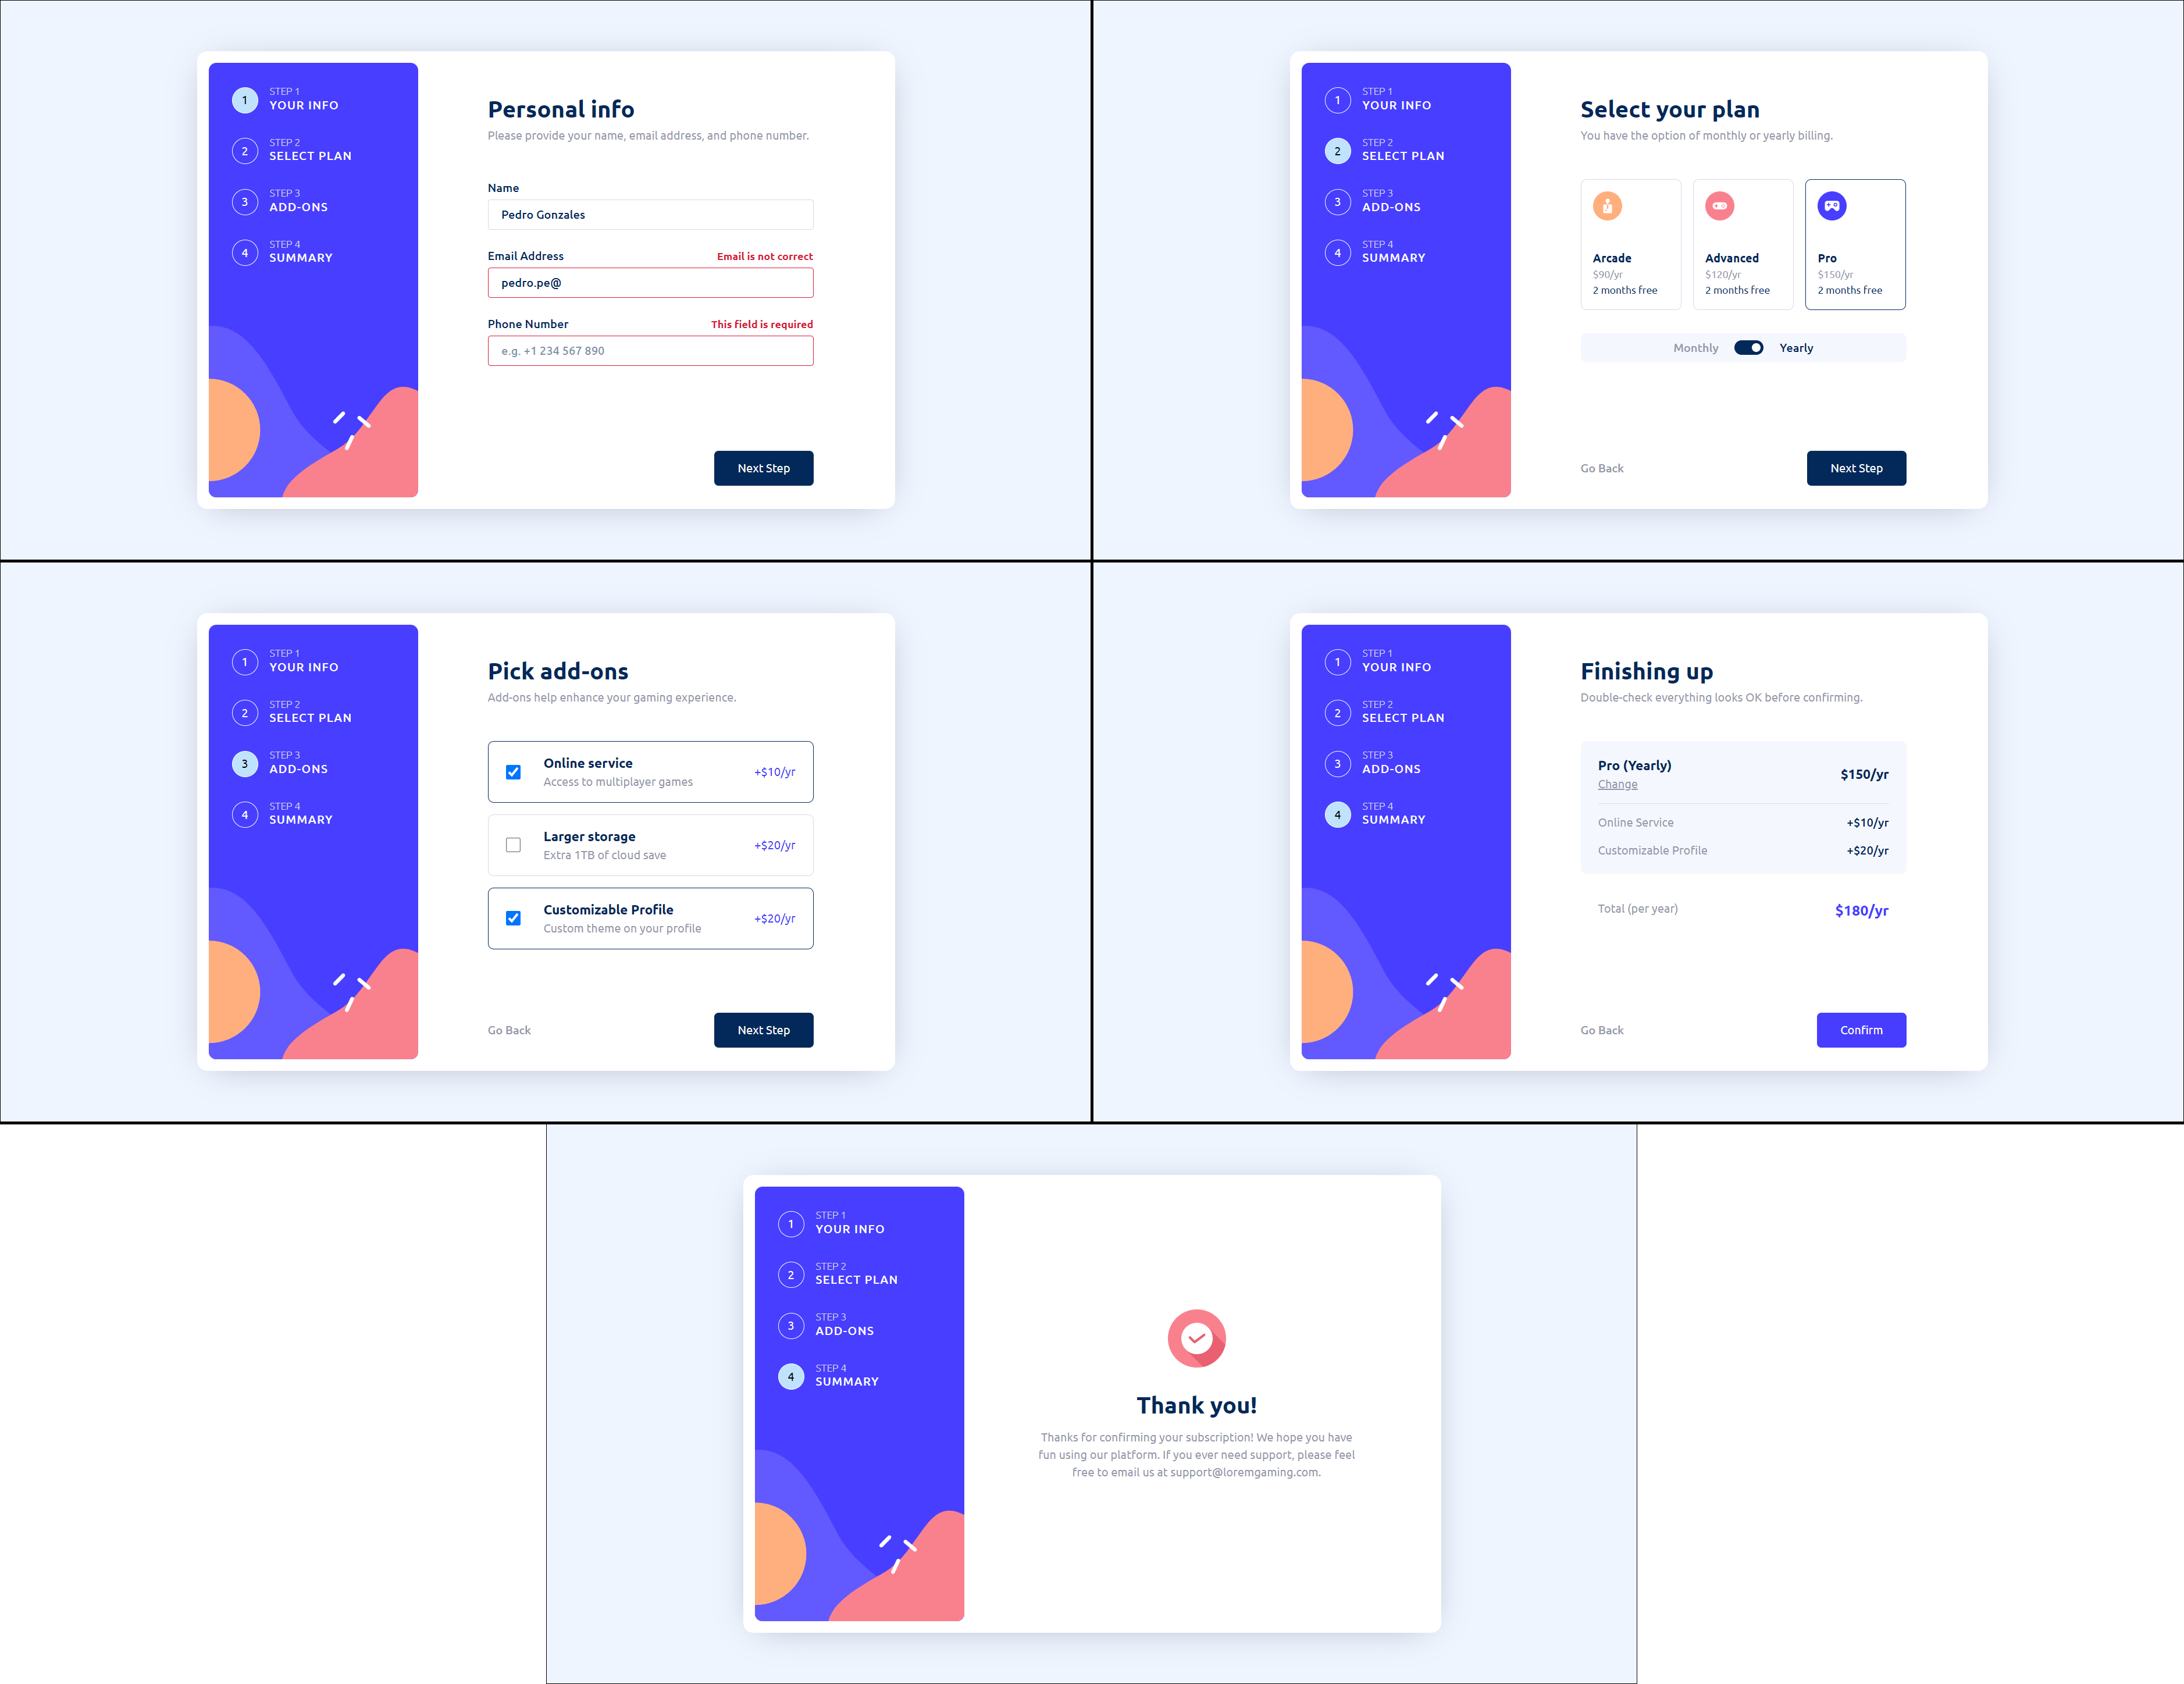 1
STEP 1
YOUR INFO
2
STEP 2
SELECT PLAN
3
STEP 3
ADD-ONS
4
STEP 4
SUMMARY
Personal info
Please provide your name, email address, and phone number.
Name
Pedro Gonzales
Email Address
Email is not correct
pedro.pe@
Phone Number
This field is required
e.g. +1 234 567 890
Next Step
1
STEP 1
YOUR INFO
2
STEP 2
SELECT PLAN
3
STEP 3
ADD-ONS
4
STEP 4
SUMMARY
Select your plan
You have the option of monthly or yearly billing.
Arcade
$90/yr
2 months free
Advanced
$120/yr
2 months free
Pro
$150/yr
2 months free
Monthly
Yearly
Go Back
Next Step
1
STEP 1
YOUR INFO
2
STEP 2
SELECT PLAN
3
STEP 3
ADD-ONS
4
STEP 4
SUMMARY
Pick add-ons
Add-ons help enhance your gaming experience.
Online service
Access to multiplayer games
+$10/yr
Larger storage
Extra 1TB of cloud save
+$20/yr
Customizable Profile
Custom theme on your profile
+$20/yr
Go Back
Next Step
1
STEP 1
YOUR INFO
2
STEP 2
SELECT PLAN
3
STEP 3
ADD-ONS
4
STEP 4
SUMMARY
Finishing up
Double-check everything looks OK before confirming.
Pro (Yearly)
Change
$150/yr
Online Service
+$10/yr
Customizable Profile
+$20/yr
Total (per year)
$180/yr
Go Back
Confirm
1
STEP 1
YOUR INFO
2
STEP 2
SELECT PLAN
3
STEP 3
ADD-ONS
4
STEP 4
SUMMARY
Thank you!
Thanks for confirming your subscription! We hope you have
fun using our platform. If you ever need support, please feel
free to email us at support@loremgaming.com.